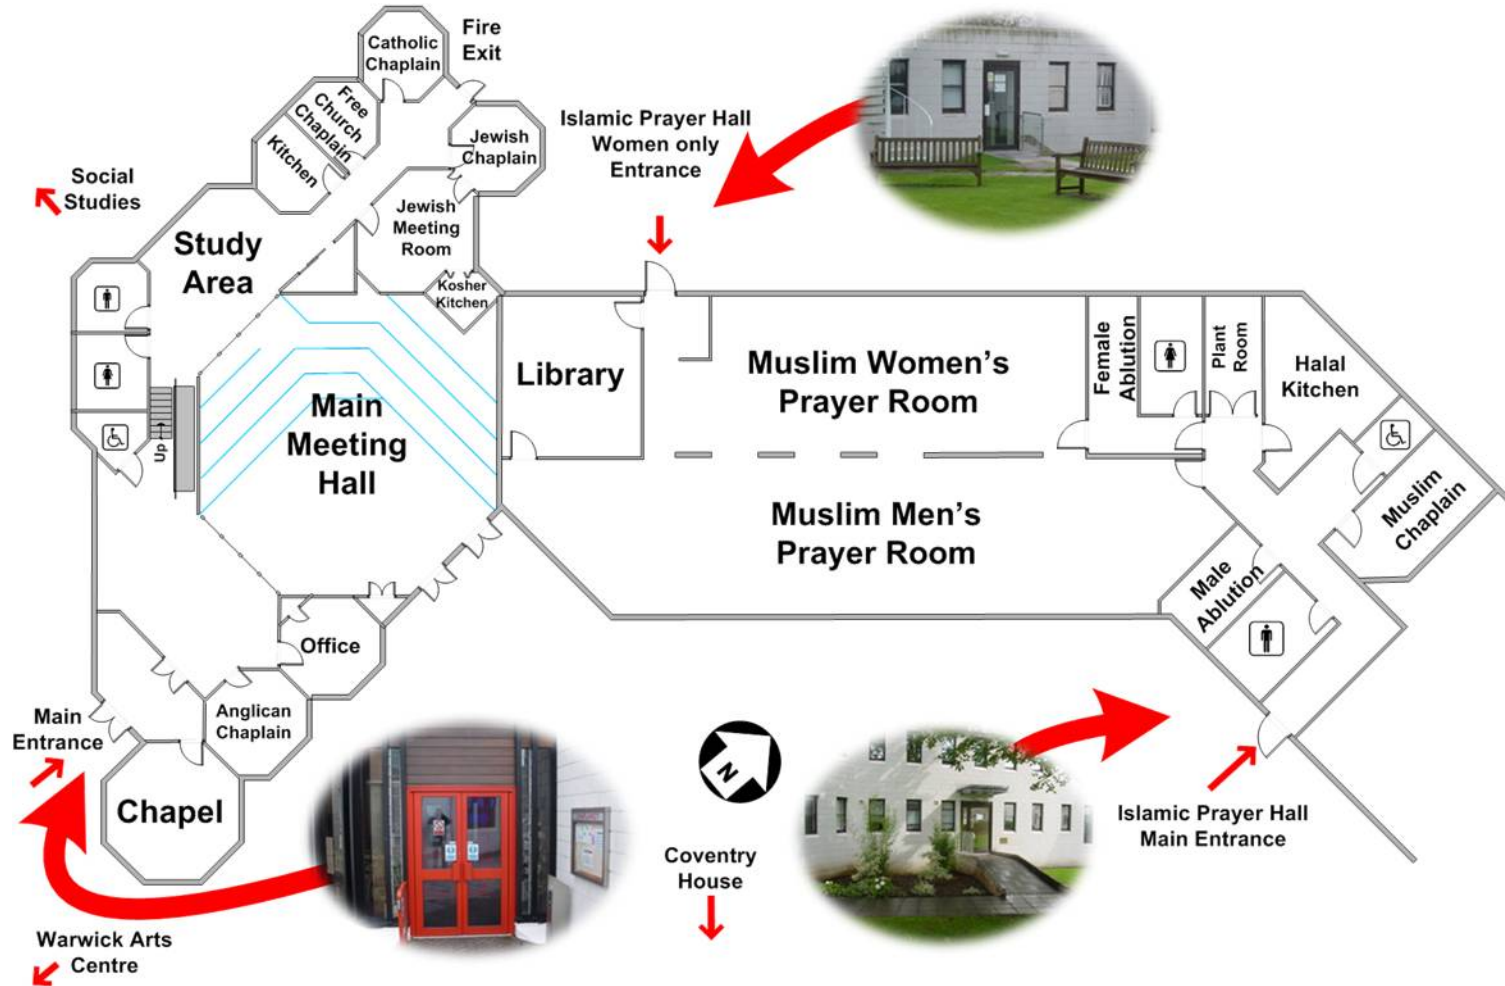 Catholic
Chaplain
Fire
Exit
Free
Church
Chaplain
Kitchen
Jewish
Chaplain
Islamic Prayer Hall
Women only
Entrance
Social
Studies
Jewish
Meeting
Room
Study
Area
Kosher
Kitchen
Library
Muslim Women's
Prayer Room
Female
Ablution
Plant
Room
Halal
Kitchen
Main
Meeting
Hall
Up
Muslim Men's
Prayer Room
Muslim
Chaplain
Male
Ablution
Office
Main
Entrance
Anglican
Chaplain
Chapel
N
Islamic Prayer Hall
Main Entrance
Coventry
House
Warwick Arts
Centre